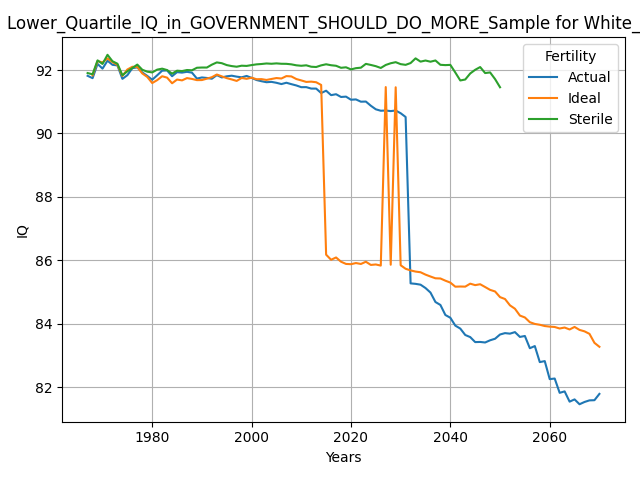 Lower_Quartile_IQ_in_GOVERNMENT_SHOULD_DO_MORE_Sample for White_
Fertility
Actual
Ideal
Sterile
92
90
88
86
84
82
IQ
1980
2000
2020
2040
2060
Years